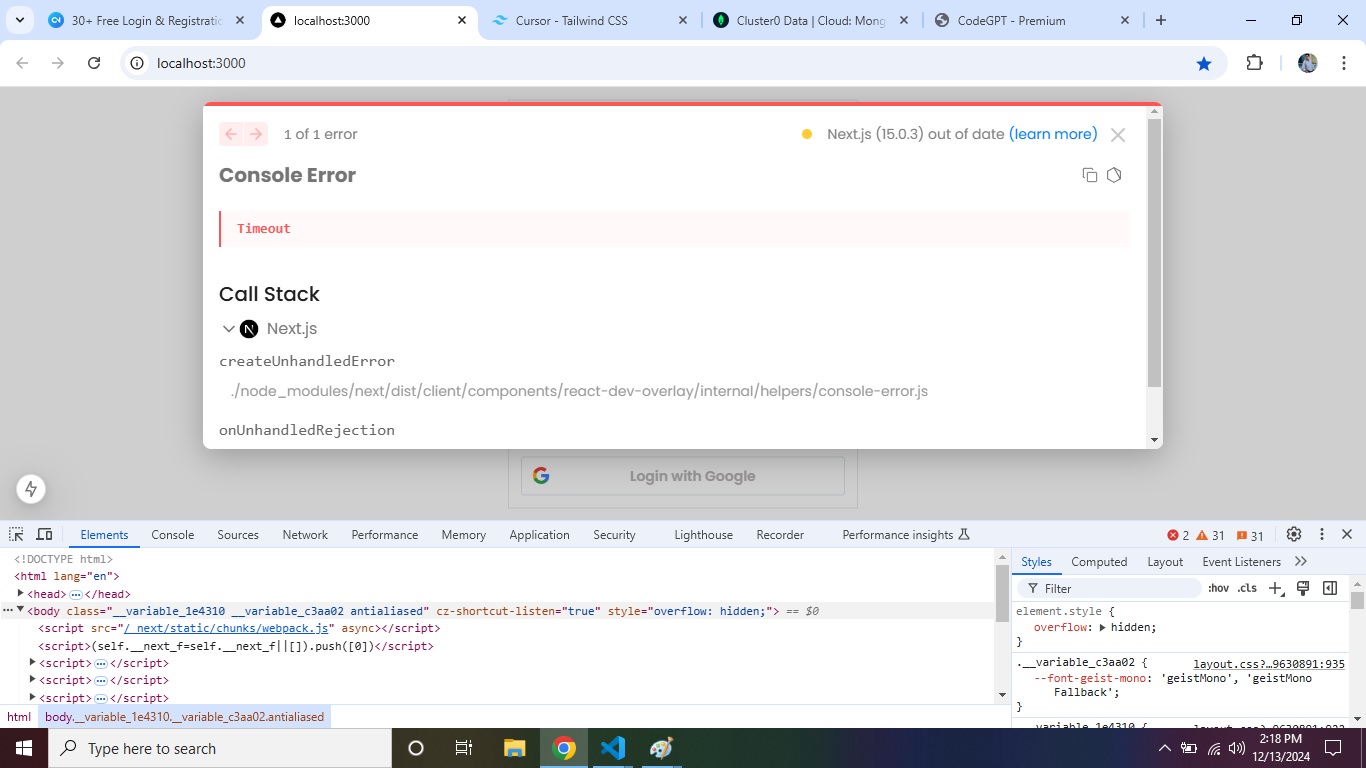 30+ Free Login & Registratio
localhost:3000
Cursor - Tailwind CSS
Cluster0 Data | Cloud: Mong
CodeGPT - Premium
localhost:3000
1 of 1 error
Next.js (15.0.3) out of date (learn more)
Console Error
Timeout
Call Stack
Next.js
createUnhandledError
./node_modules/next/dist/client/components/react-dev-overlay/internal/helpers/console-error.js
onUnhandledRejection
Login with Google
Elements Console Sources Network Performance Memory Application Security Lighthouse Recorder Performance insights 2 31 31
<!DOCTYPE html>
<html lang="en">
<head> … </head>
<body class="__variable_1e4310 __variable_c3aa02 antialiased" cz-shortcut-listen="true" style="overflow: hidden;"> == $0
<script src="/_next/static/chunks/webpack.js" async></script>
<script>(self.__next_f=self.__next_f||[]).push([0])</script>
<script> … </script>
<script> … </script>
<script> … </script>
html body.__variable_1e4310.__variable_c3aa02.antialiased
Styles Computed Layout Event Listeners
Filter :hov .cls
element.style {
overflow: hidden;
}
.__variable_c3aa02 { layout.css?…9630891:935
--font-geist-mono: 'geistMono', 'geistMono
Fallback';
}
Type here to search
2:18 PM
12/13/2024